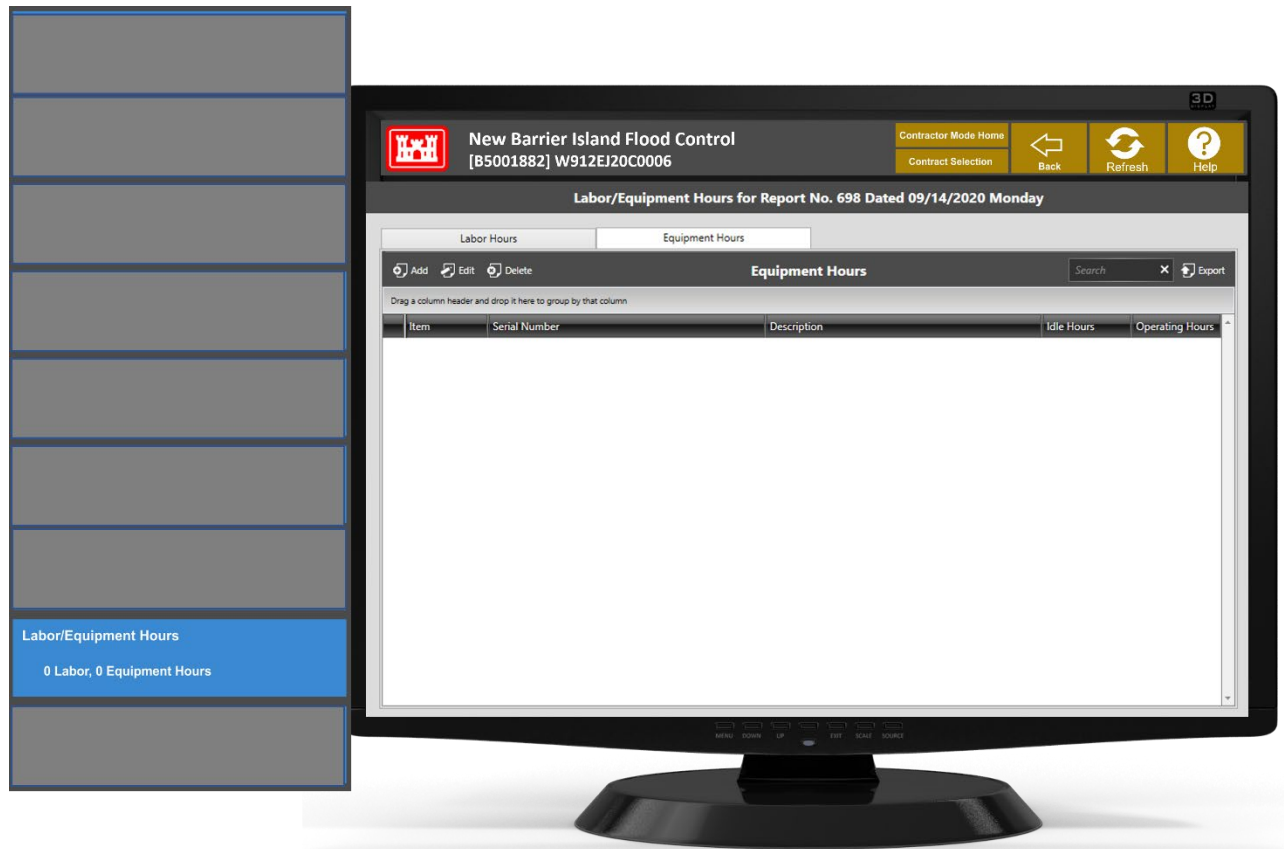 Labor/Equipment Hours
0 Labor, 0 Equipment Hours
3D
New Barrier Island Flood Control
[B5001882] W912EJ20C0006
Contractor Mode Home
Contract Selection
Back
Refresh
Help
Labor/Equipment Hours for Report No. 698 Dated 09/14/2020 Monday
Labor Hours
Equipment Hours
Add Edit Delete
Equipment Hours
Search
Export
Drag a column header and drop it here to group by that column
Item Serial Number Description Idle Hours Operating Hours
MENU DOWN UP EXIT SCALE SOURCE